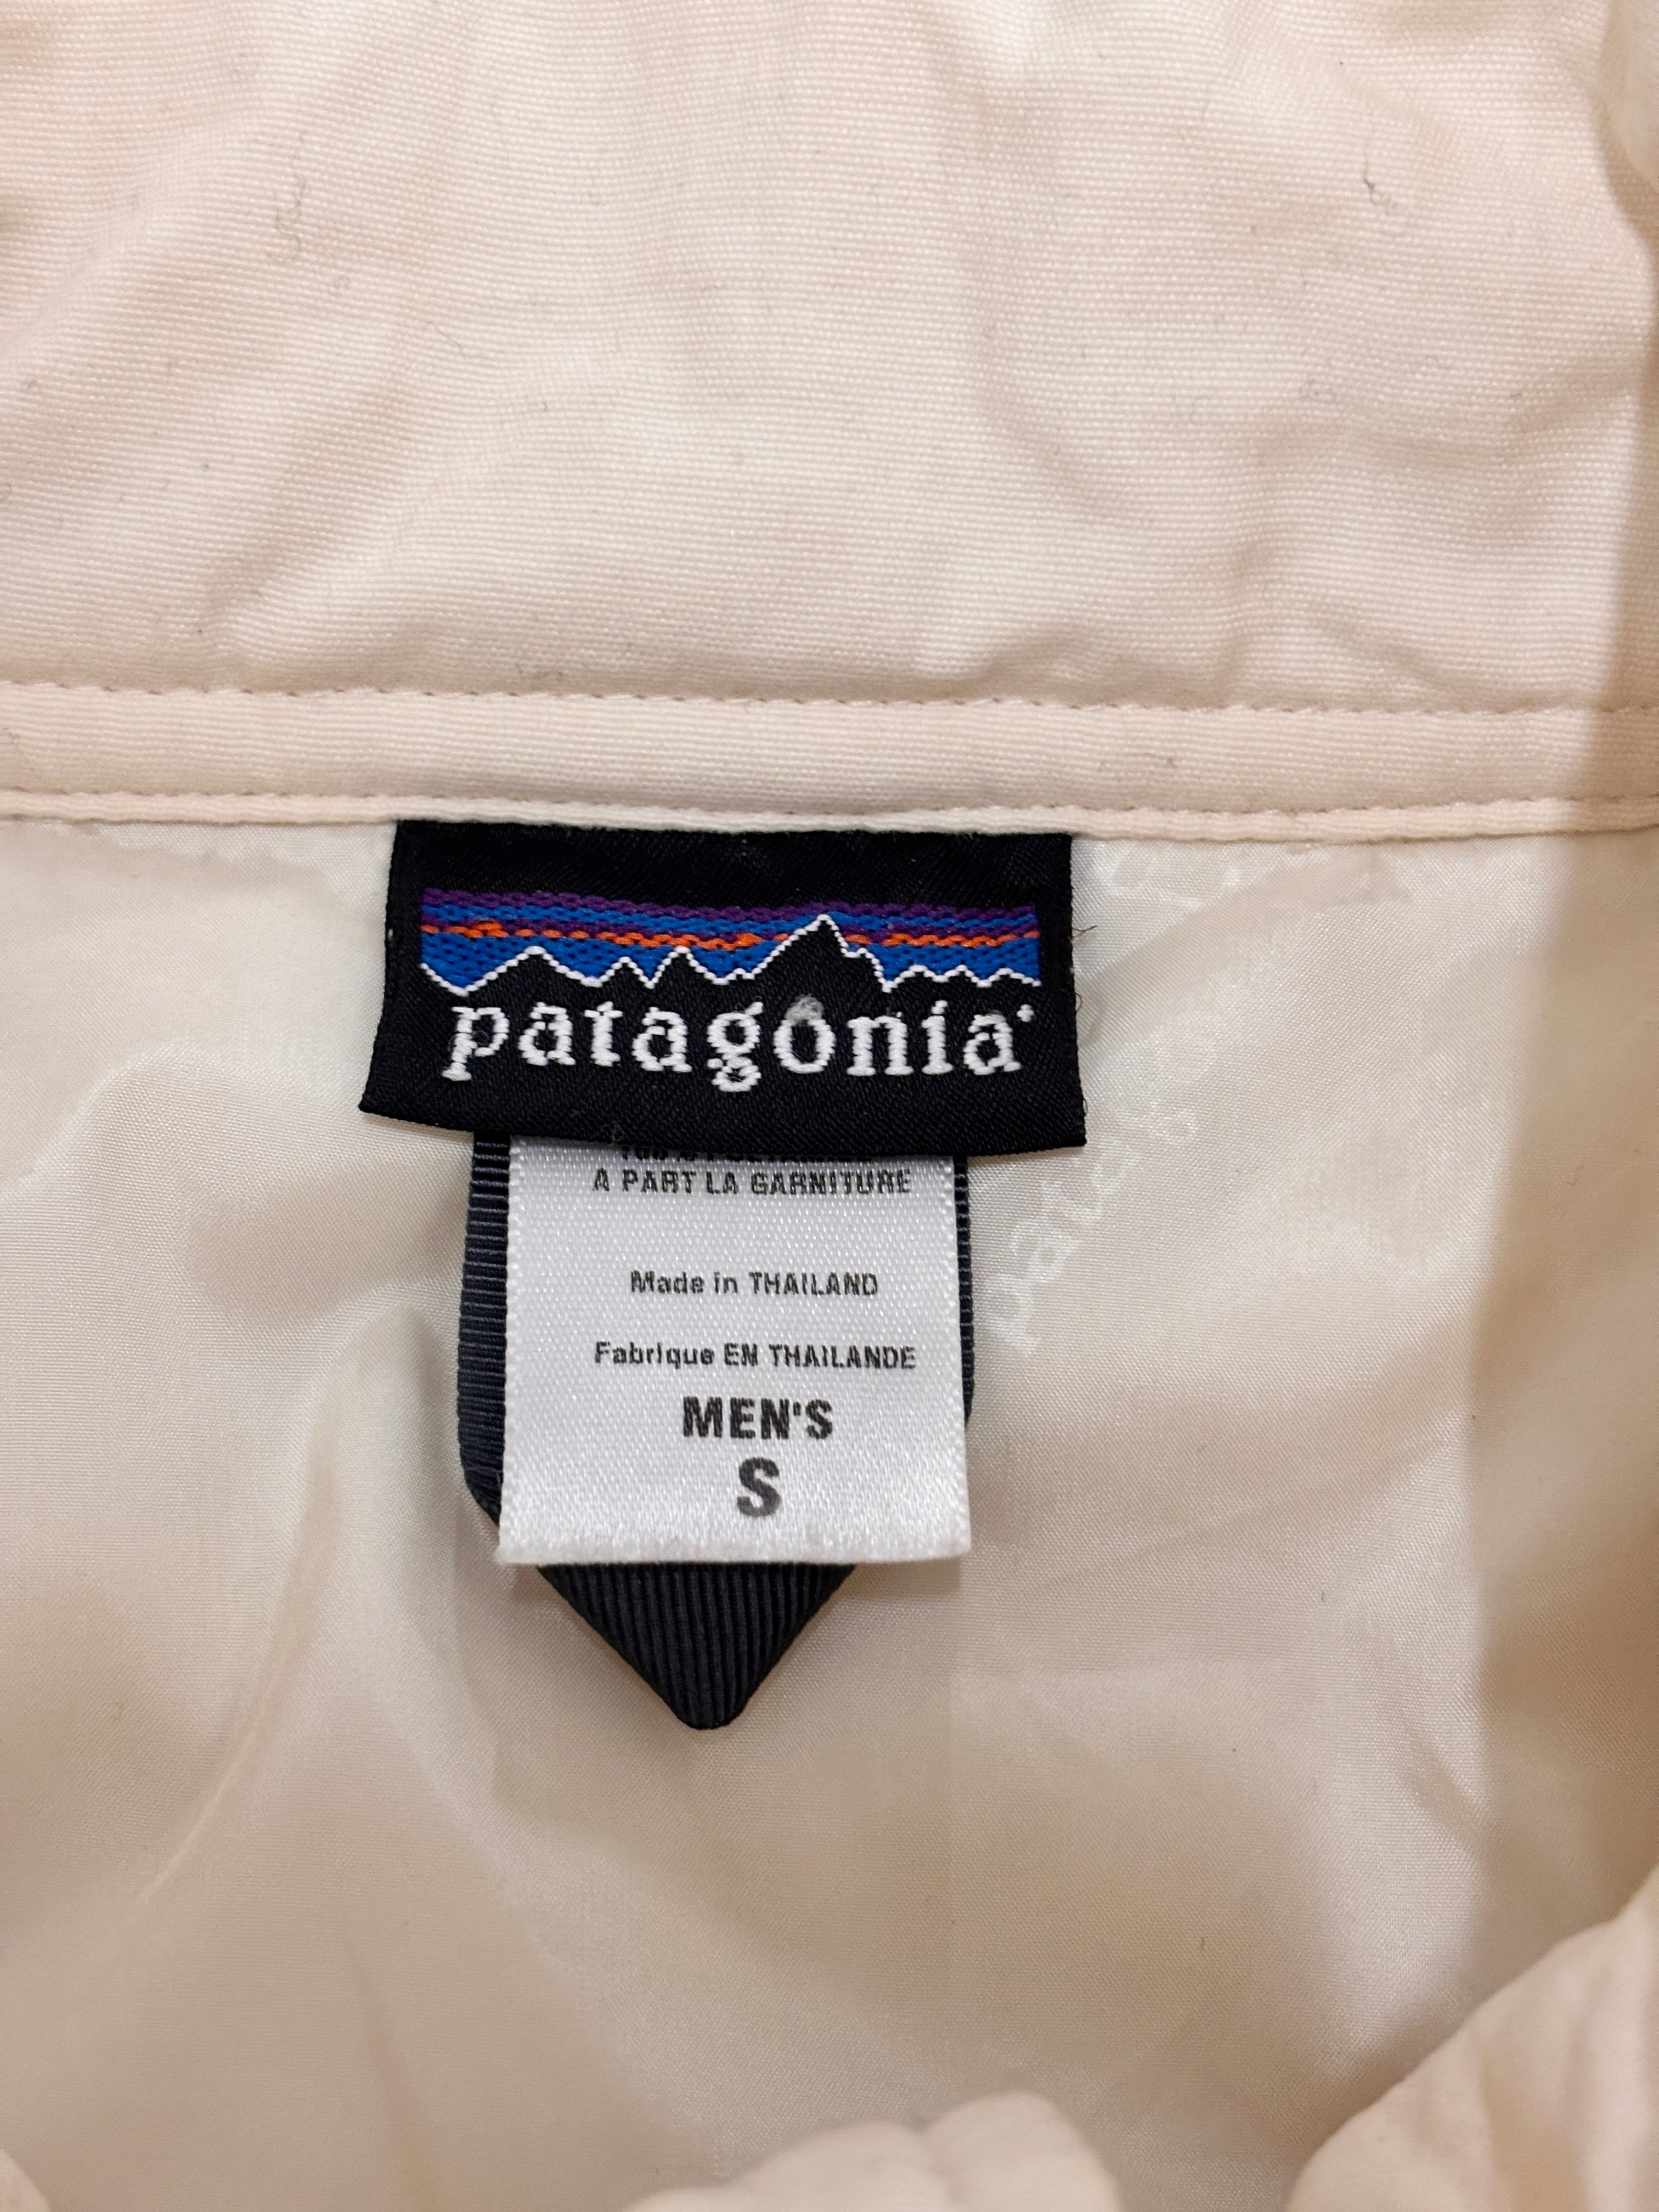 patagonia
A PART LA GARNITURE
Made in THAILAND
Fabrique EN THAILANDE
MEN'S
S